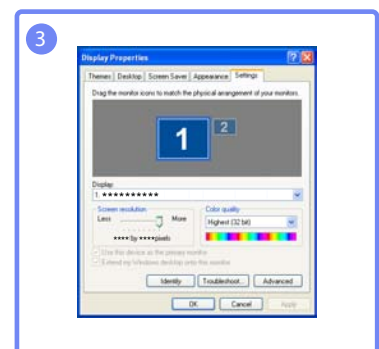 3
Display Properties
Themes Desktop Screen Saver Appearance Settings
Drag the monitor icons to match the physical arrangement of your monitors.
1 2
Display:
1. **********
Screen resolution
Less More
**** by **** pixels
Color quality
Highest (32 bit)
Use this device as the primary monitor
Extend my Windows desktop onto this monitor
Identify Troubleshoot... Advanced
OK Cancel Apply